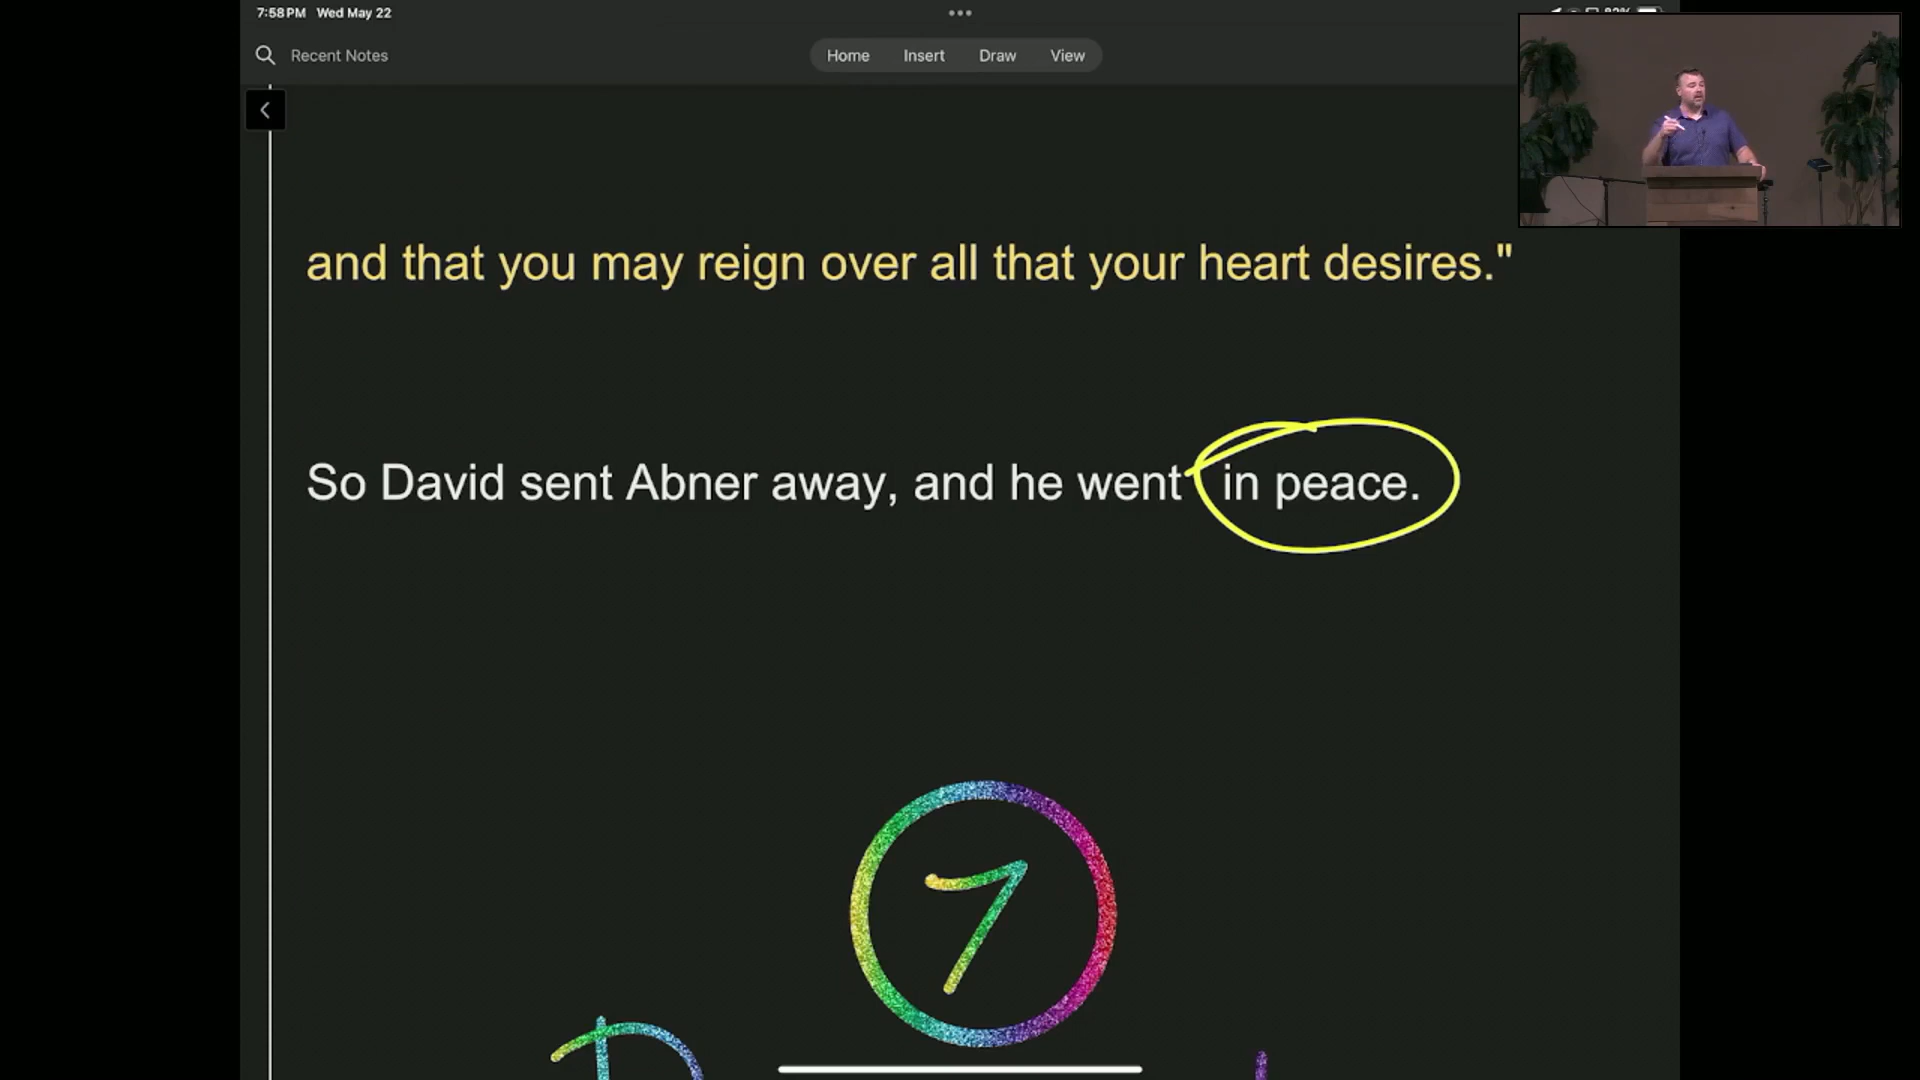 7:58 PM Wed May 22
Recent Notes
Home Insert Draw View
and that you may reign over all that your heart desires."
So David sent Abner away, and he went in peace.
7